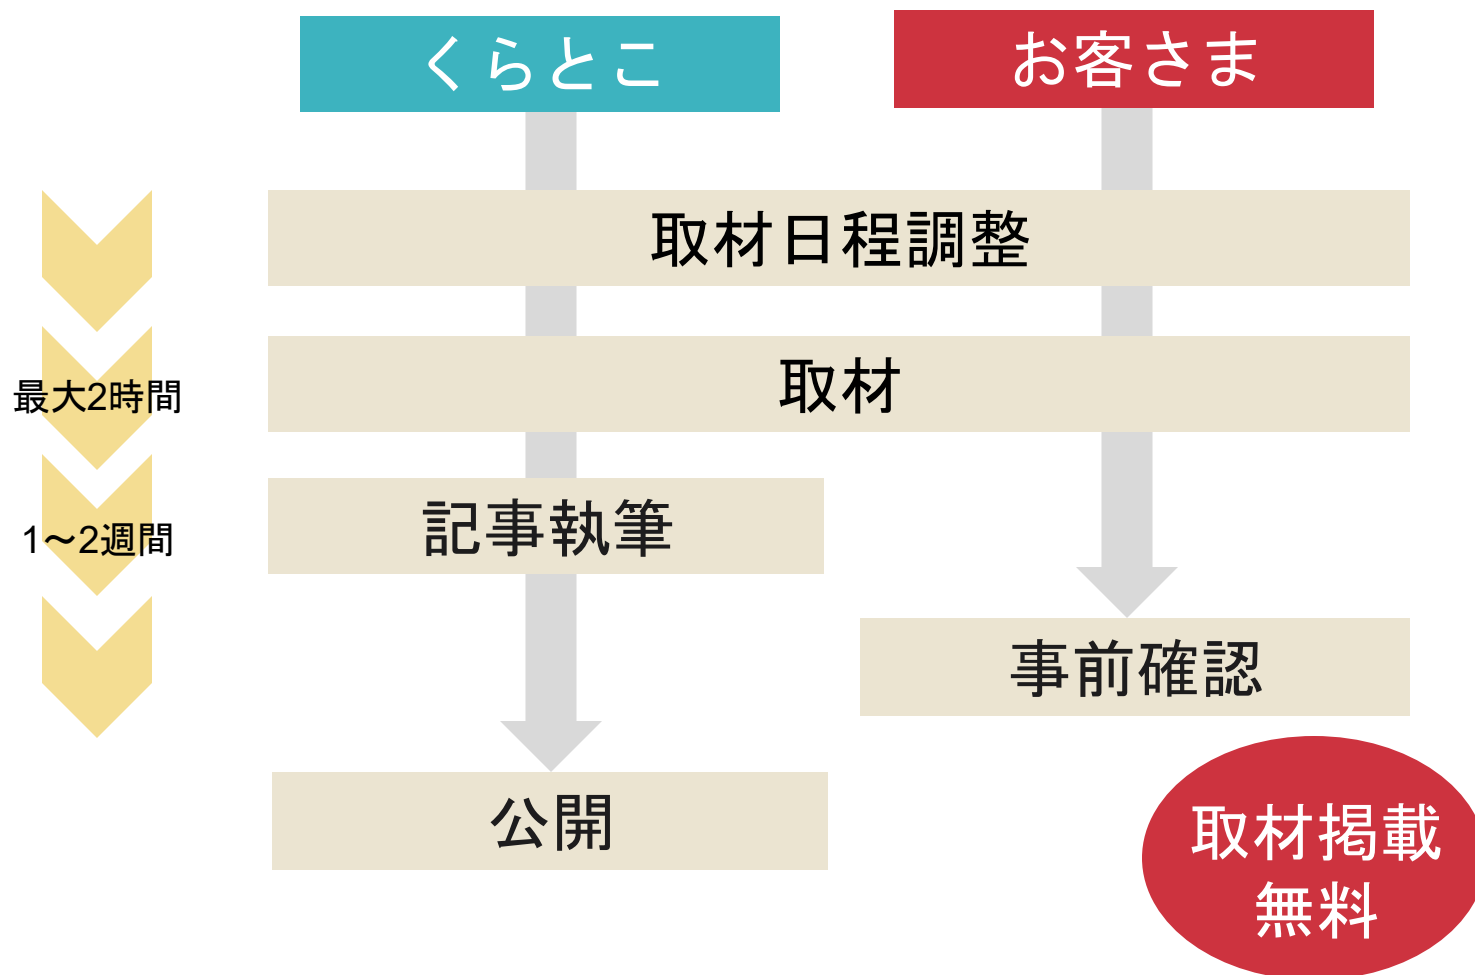 くらとこ
お客さま
取材日程調整
最大2時間
取材
1～2週間
記事執筆
事前確認
公開
取材掲載
無料